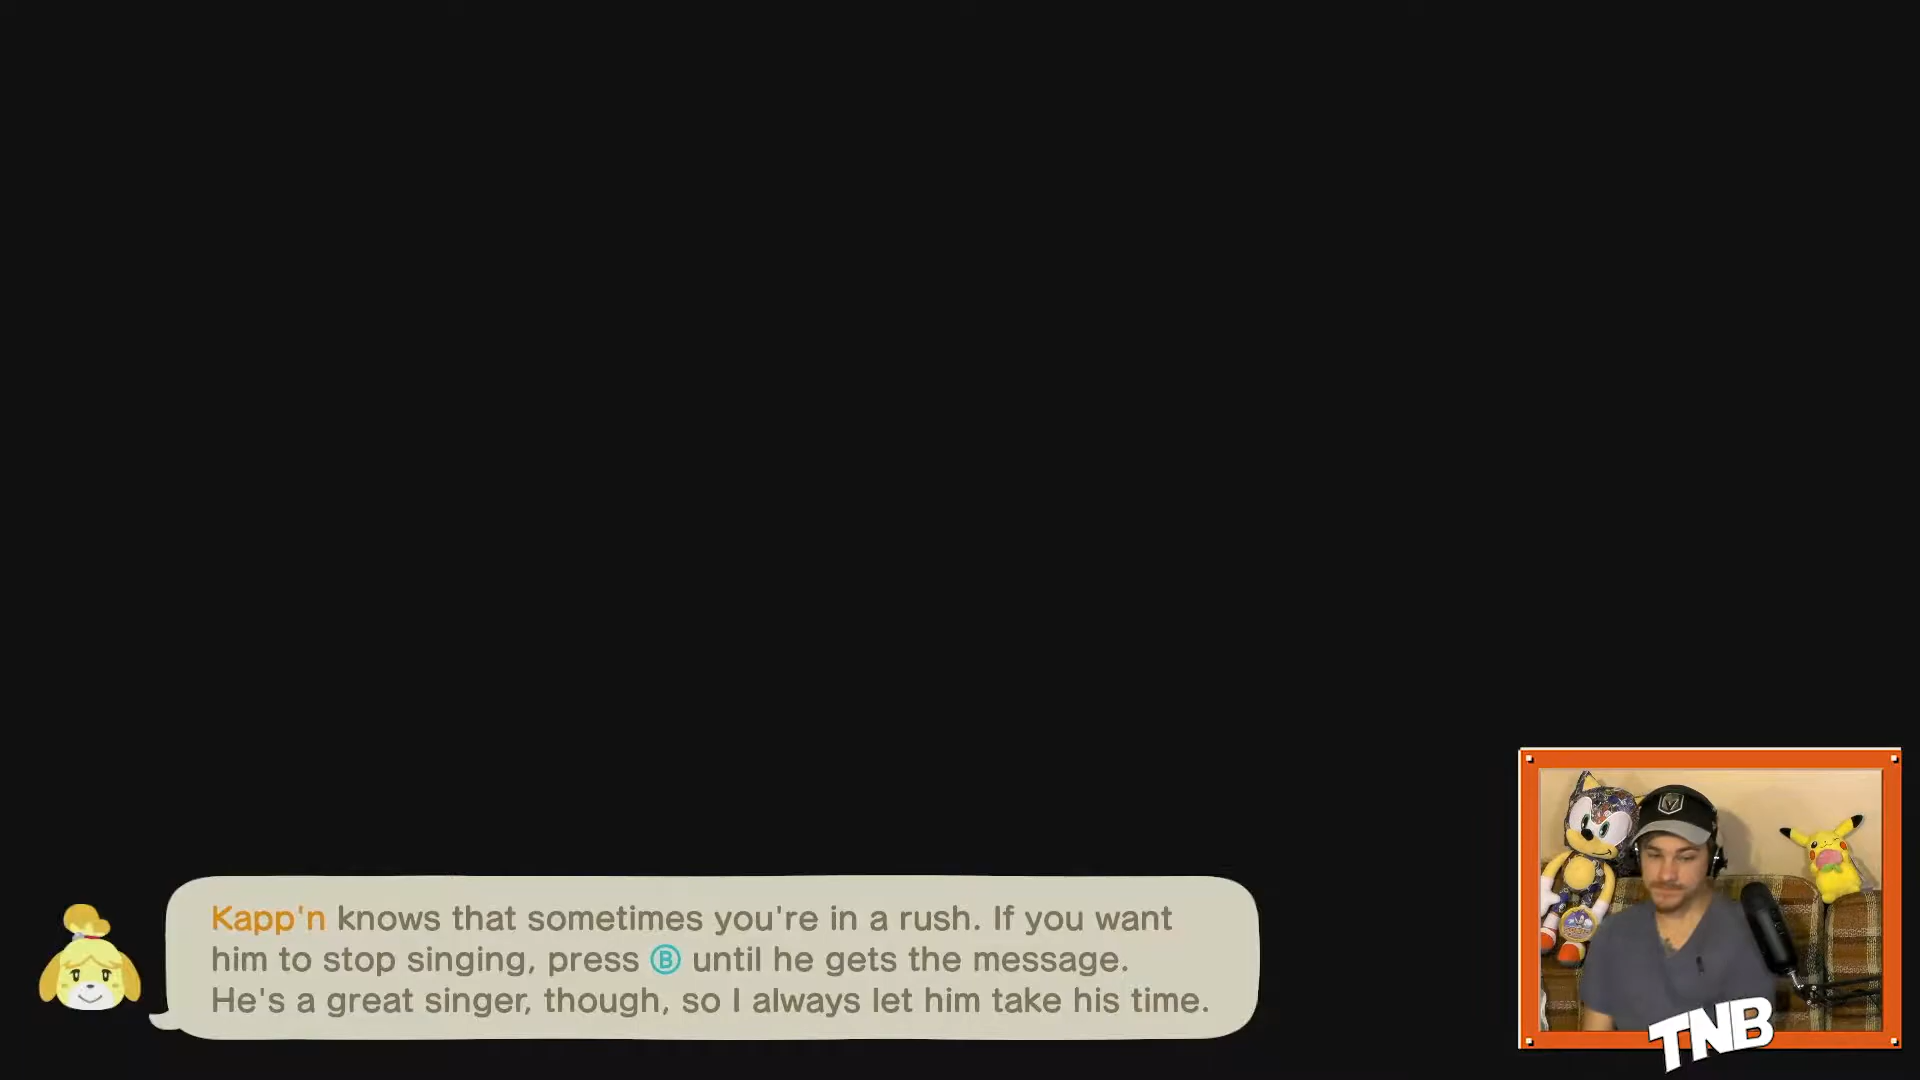 Kapp'n knows that sometimes you're in a rush. If you want
him to stop singing, press Ⓑ until he gets the message.
He's a great singer, though, so I always let him take his time.
TNB